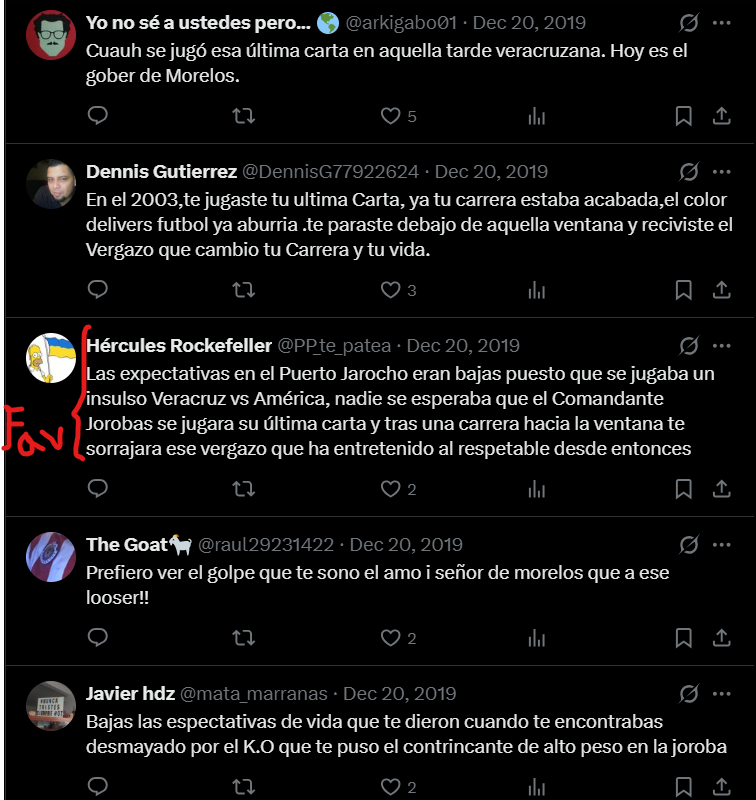 Yo no sé a ustedes pero... 🌎 @arkigabo01 · Dec 20, 2019
Cuauh se jugó esa última carta en aquella tarde veracruzana. Hoy es el
gober de Morelos.
5
Dennis Gutierrez @DennisG77922624 · Dec 20, 2019
En el 2003,te jugaste tu ultima Carta, ya tu carrera estaba acabada,el color
delivers futbol ya aburria .te paraste debajo de aquella ventana y reciviste el
Vergazo que cambio tu Carrera y tu vida.
3
Fav
Hércules Rockefeller @PP_te_patea · Dec 20, 2019
Las expectativas en el Puerto Jarocho eran bajas puesto que se jugaba un
insulso Veracruz vs América, nadie se esperaba que el Comandante
Jorobas se jugara su última carta y tras una carrera hacia la ventana te
sorrajara ese vergazo que ha entretenido al respetable desde entonces
2
The Goat🐐 @raul29231422 · Dec 20, 2019
Prefiero ver el golpe que te sono el amo i señor de morelos que a ese
looser!!
2
Javier hdz @mata_marranas · Dec 20, 2019
Bajas las espectativas de vida que te dieron cuando te encontrabas
desmayado por el K.O que te puso el contrincante de alto peso en la joroba
2